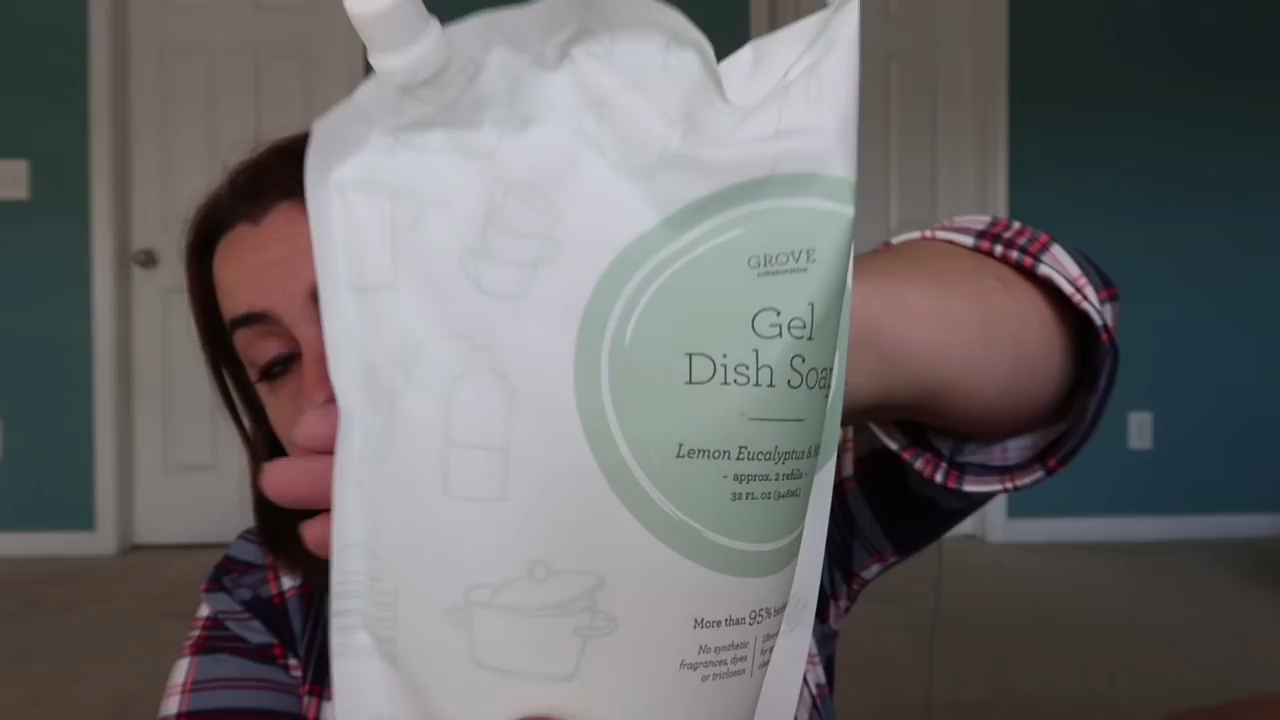 GROVE
collaborative
Gel
Dish Soap
Lemon Eucalyptus &
- approx. 2 refills -
32 FL. OZ (946ML)
More than 95%
No synthetic
fragrances, dyes
or triclosan